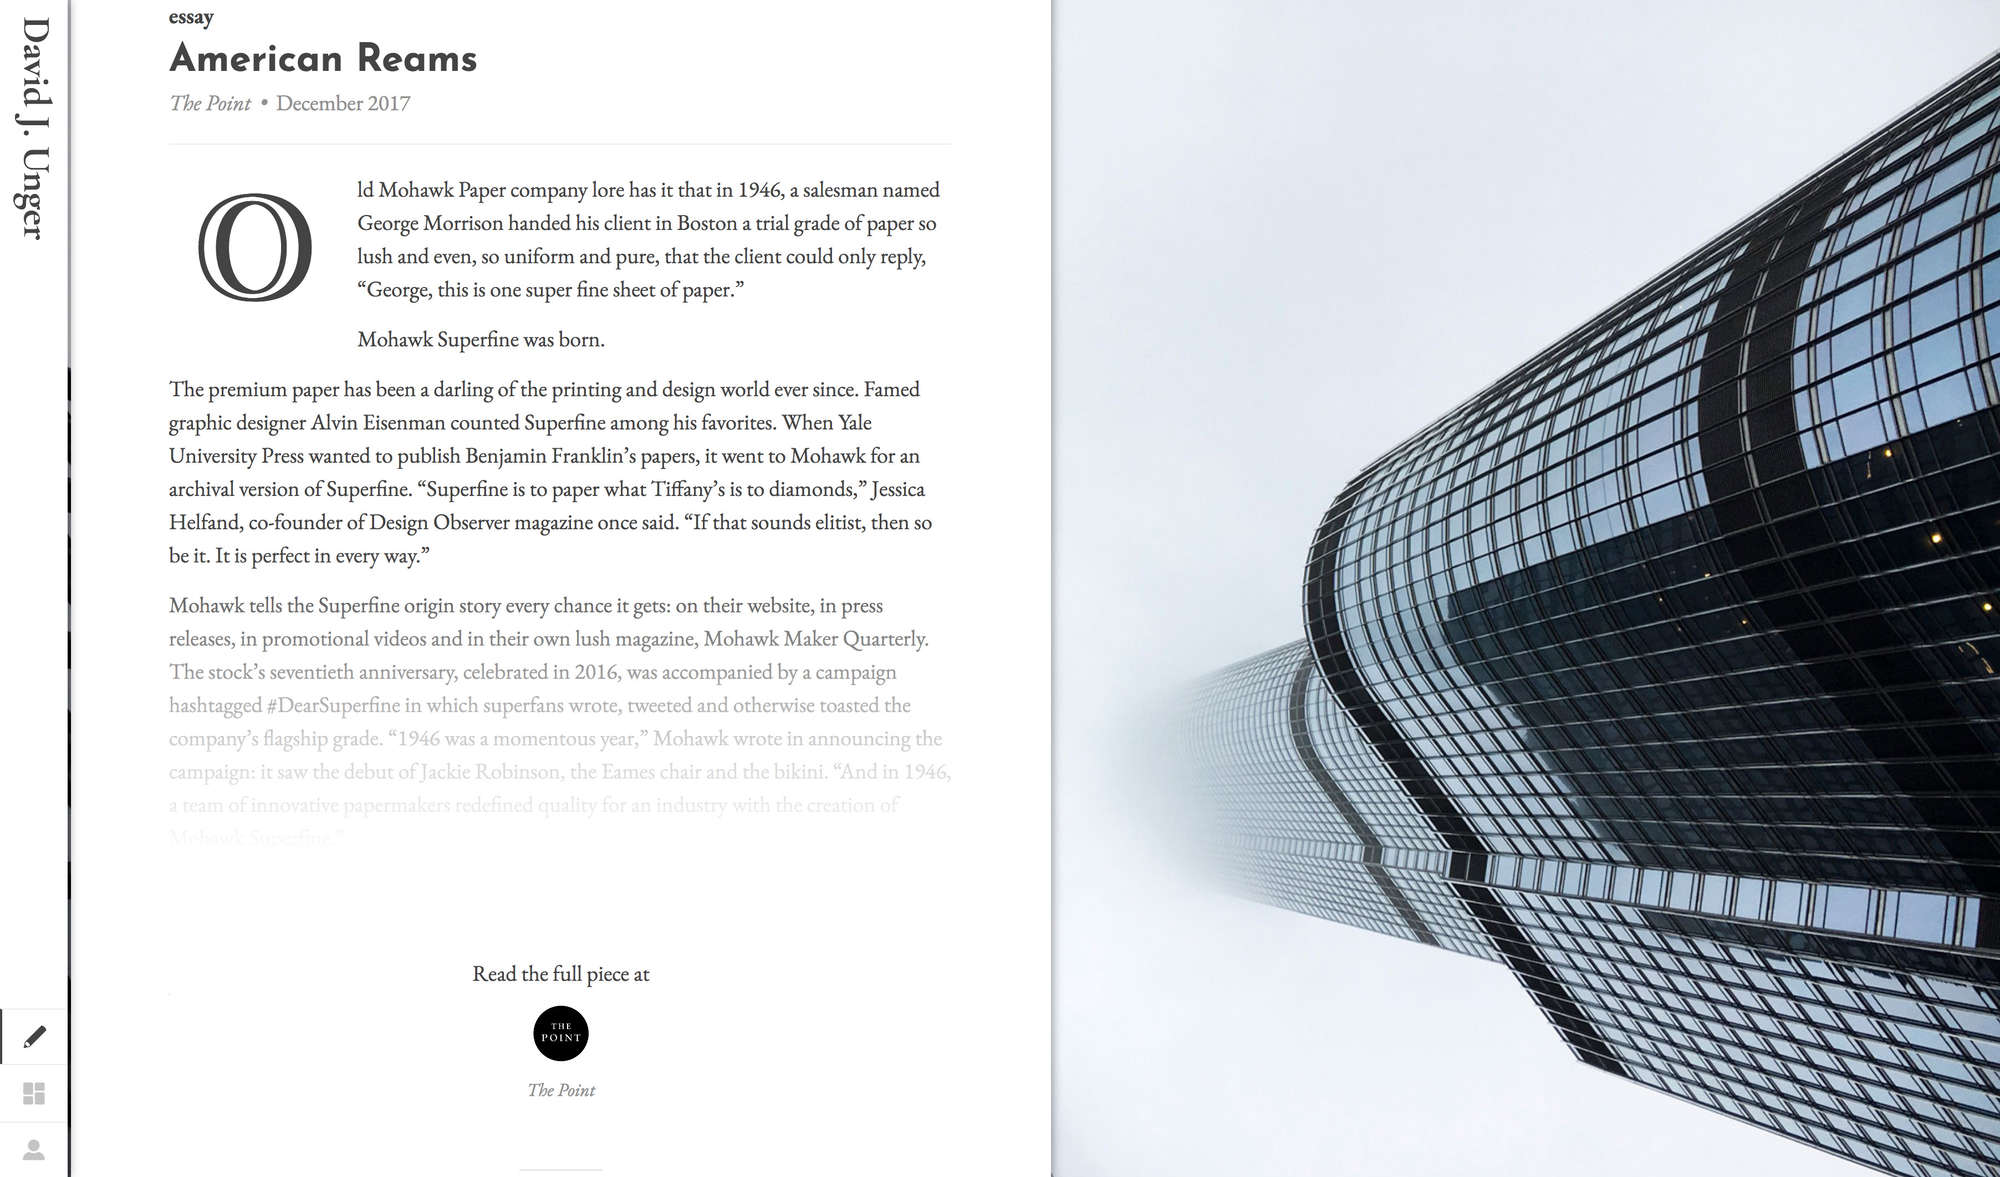 David J. Unger
essay
American Reams
The Point • December 2017
Old Mohawk Paper company lore has it that in 1946, a salesman named
George Morrison handed his client in Boston a trial grade of paper so
lush and even, so uniform and pure, that the client could only reply,
“George, this is one super fine sheet of paper.”
Mohawk Superfine was born.
The premium paper has been a darling of the printing and design world ever since. Famed
graphic designer Alvin Eisenman counted Superfine among his favorites. When Yale
University Press wanted to publish Benjamin Franklin’s papers, it went to Mohawk for an
archival version of Superfine. “Superfine is to paper what Tiffany’s is to diamonds,” Jessica
Helfand, co-founder of Design Observer magazine once said. “If that sounds elitist, then so
be it. It is perfect in every way.”
Mohawk tells the Superfine origin story every chance it gets: on their website, in press
releases, in promotional videos and in their own lush magazine, Mohawk Maker Quarterly.
The stock’s seventieth anniversary, celebrated in 2016, was accompanied by a campaign
hashtagged #DearSuperfine in which superfans wrote, tweeted and otherwise toasted the
company’s flagship grade. “1946 was a momentous year,” Mohawk wrote in announcing the
campaign: it saw the debut of Jackie Robinson, the Eames chair and the bikini. “And in 1946,
a team of innovative papermakers redefined quality for an industry with the creation of
Mohawk Superfine.”
Read the full piece at
THE
POINT
The Point